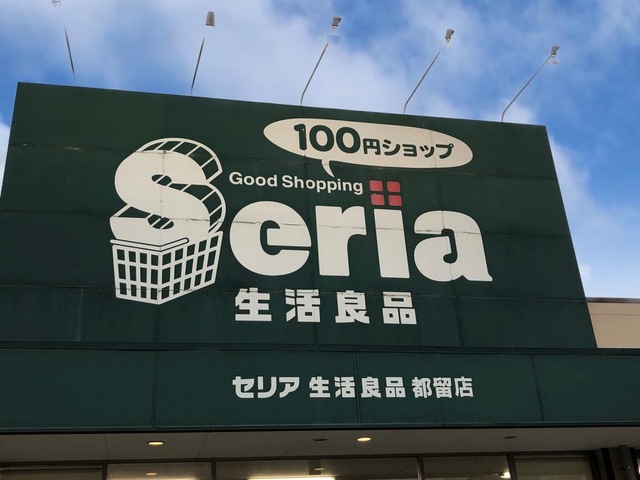 100円ショップ
Good Shopping
Seria
生活良品
セリア 生活良品 都留店